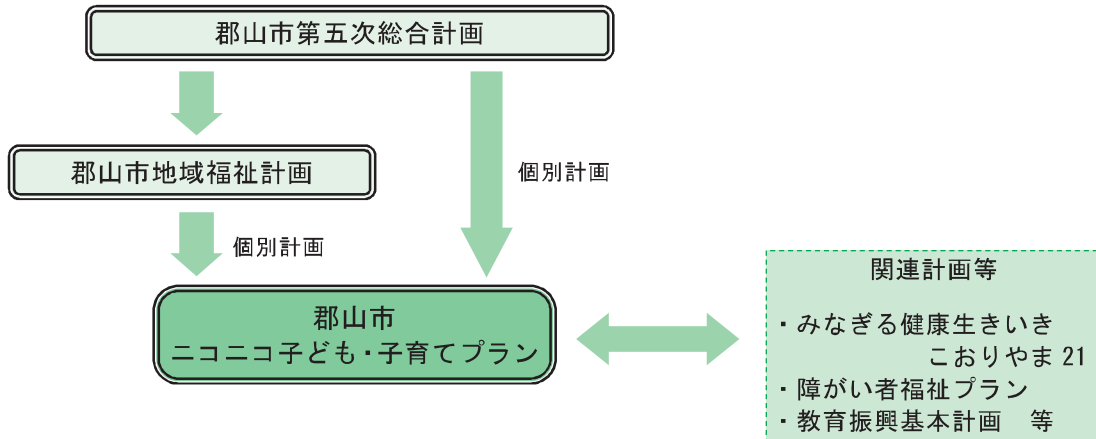 郡山市第五次総合計画
郡山市地域福祉計画
個別計画
個別計画
郡山市
ニコニコ子ども・子育てプラン
関連計画等
・みなぎる健康生きいき
こおりやま 21
・障がい者福祉プラン
・教育振興基本計画　等